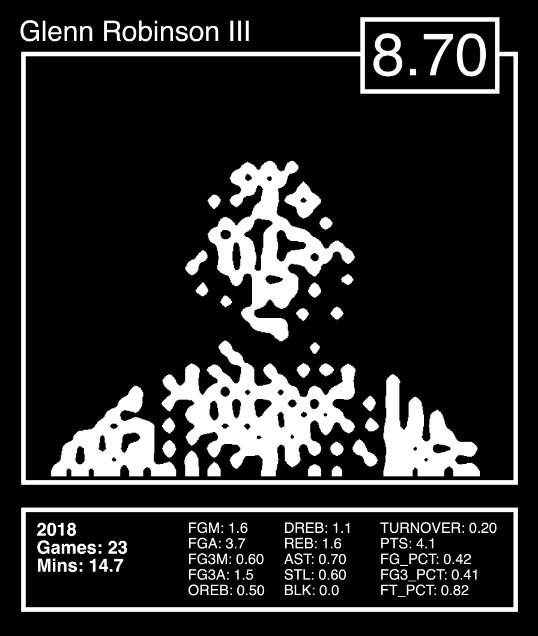 Glenn Robinson III
8.70
2018
Games: 23
Mins: 14.7
FGM: 1.6
FGA: 3.7
FG3M: 0.60
FG3A: 1.5
OREB: 0.50
DREB: 1.1
REB: 1.6
AST: 0.70
STL: 0.60
BLK: 0.0
TURNOVER: 0.20
PTS: 4.1
FG_PCT: 0.42
FG3_PCT: 0.41
FT_PCT: 0.82